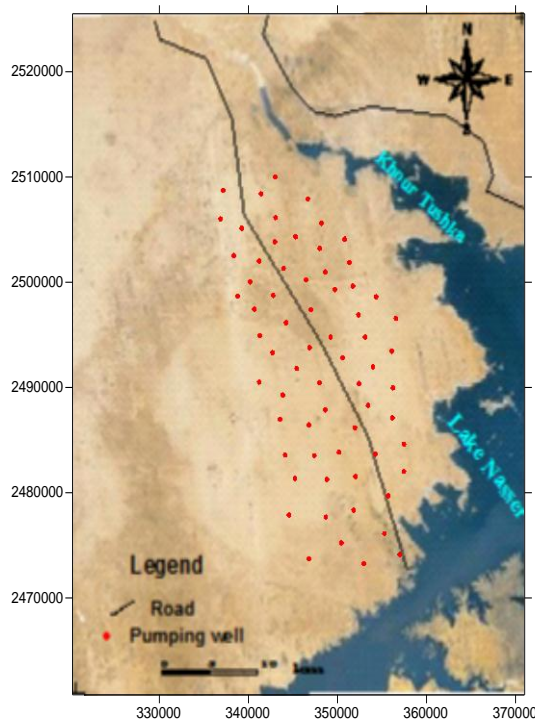 N
W E
S
2520000
2510000
2500000
2490000
2480000
2470000
Khour Tushka
Lake Nasser
Legend
Road
Pumping well
330000 340000 350000 360000 370000